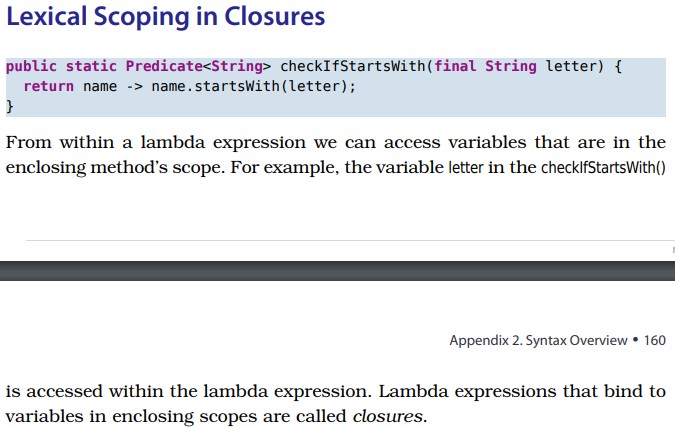 Lexical Scoping in Closures
public static Predicate<String> checkIfStartsWith(final String letter) {
return name -> name.startsWith(letter);
}
From within a lambda expression we can access variables that are in the
enclosing method's scope. For example, the variable letter in the checkIfStartsWith()
Appendix 2. Syntax Overview • 160
is accessed within the lambda expression. Lambda expressions that bind to
variables in enclosing scopes are called closures.